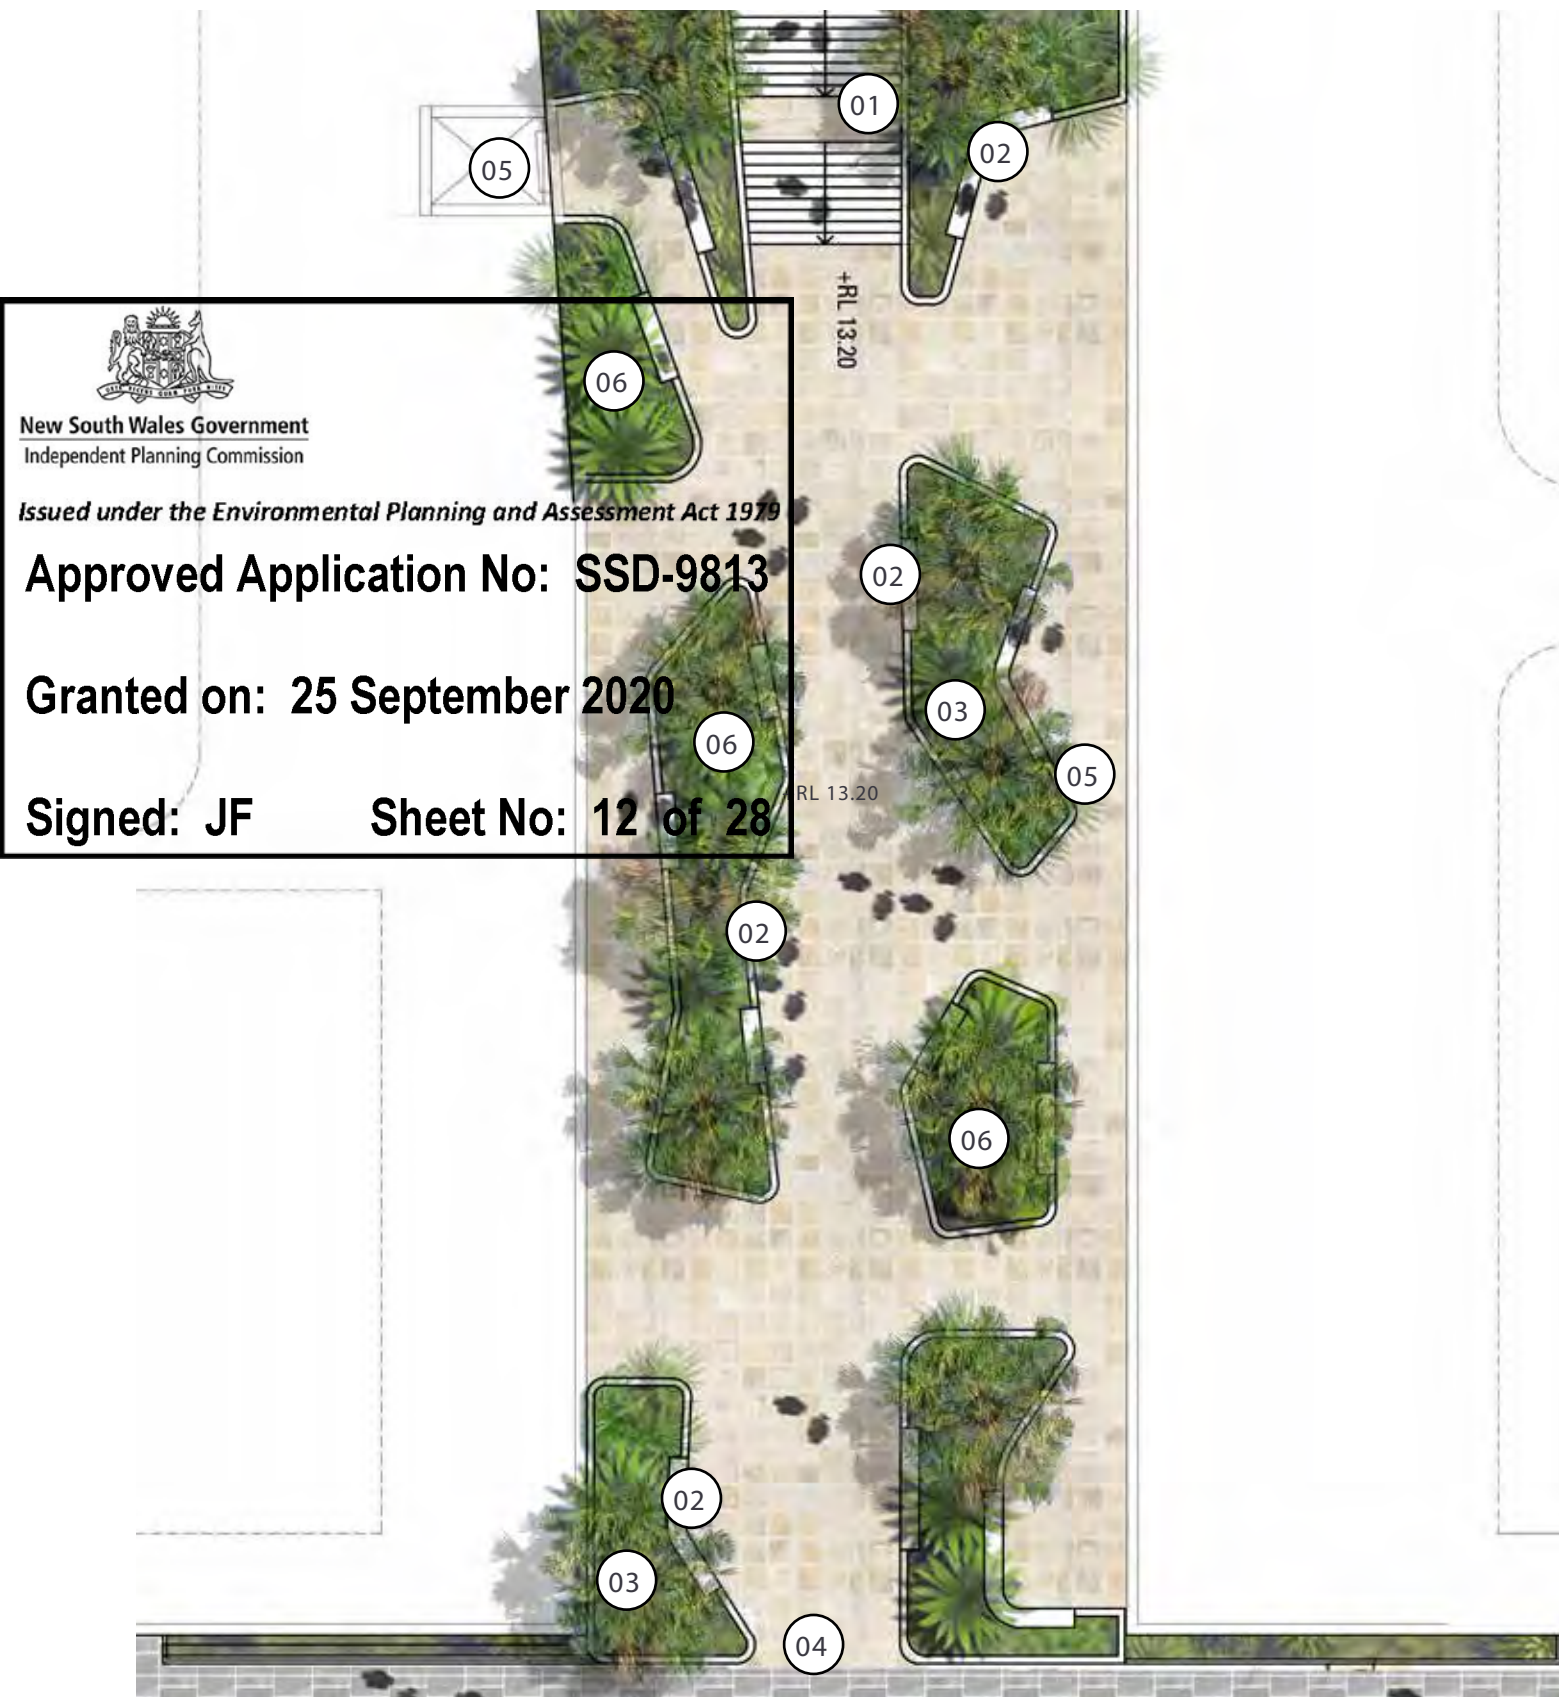 01
02
05
+RL 13.20
06
New South Wales Government
Independent Planning Commission
Issued under the Environmental Planning and Assessment Act 1979
Approved Application No: SSD-9813
Granted on: 25 September 2020
Signed: JF Sheet No: 12 of 28
02
03
06
05
RL 13.20
02
06
02
03
04